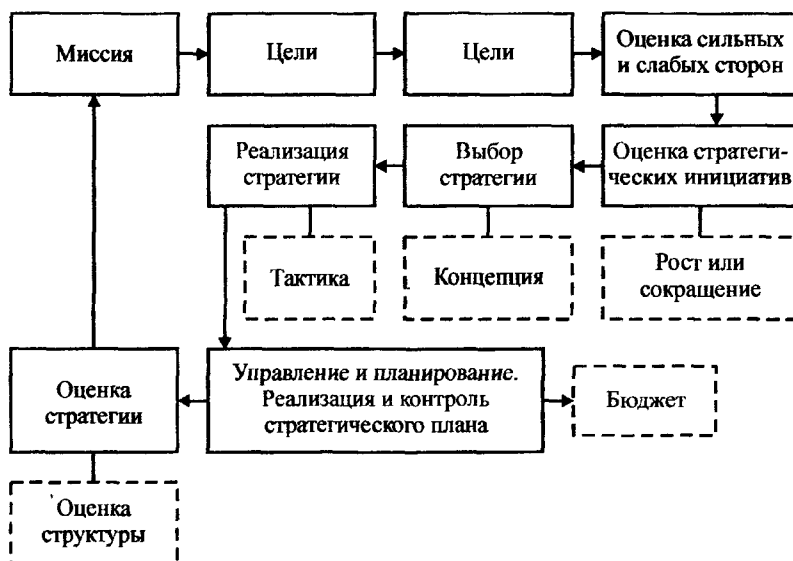 Миссия
Цели
Цели
Оценка сильных
и слабых сторон
Реализация
стратегии
Выбор
стратегии
Оценка стратеги-
ческих инициатив
Тактика
Концепция
Рост или
сокращение
Оценка
стратегии
Управление и планирование.
Реализация и контроль
стратегического плана
Бюджет
Оценка
структуры